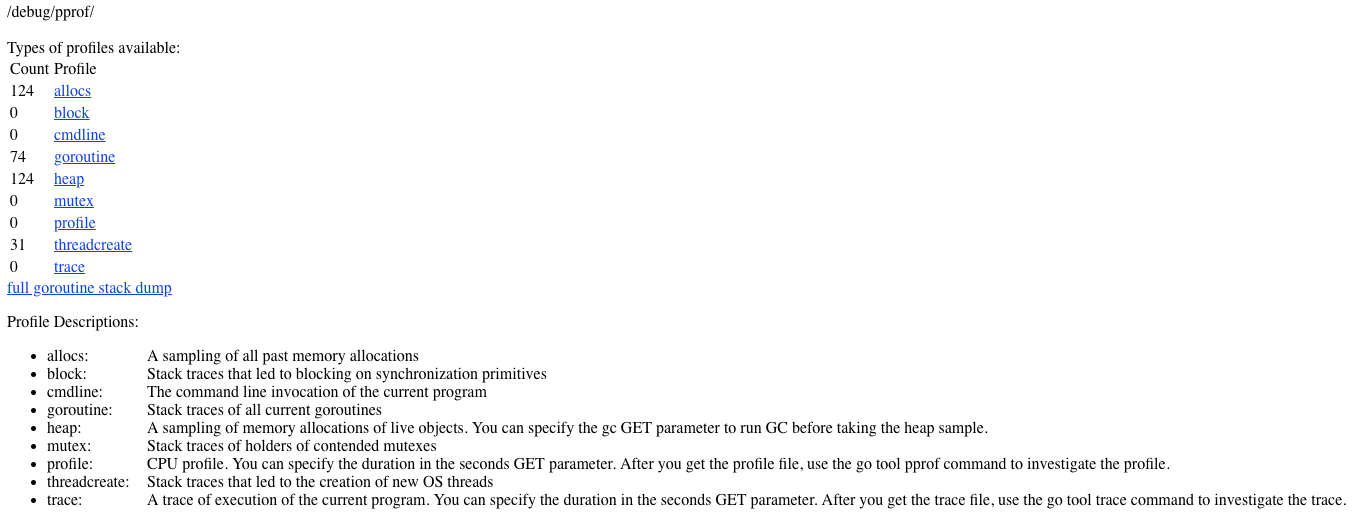 /debug/pprof/
Types of profiles available:
Count Profile
124 allocs
0 block
0 cmdline
74 goroutine
124 heap
0 mutex
0 profile
31 threadcreate
0 trace
full goroutine stack dump
Profile Descriptions:
• allocs: A sampling of all past memory allocations
• block: Stack traces that led to blocking on synchronization primitives
• cmdline: The command line invocation of the current program
• goroutine: Stack traces of all current goroutines
• heap: A sampling of memory allocations of live objects. You can specify the gc GET parameter to run GC before taking the heap sample.
• mutex: Stack traces of holders of contended mutexes
• profile: CPU profile. You can specify the duration in the seconds GET parameter. After you get the profile file, use the go tool pprof command to investigate the profile.
• threadcreate: Stack traces that led to the creation of new OS threads
• trace: A trace of execution of the current program. You can specify the duration in the seconds GET parameter. After you get the trace file, use the go tool trace command to investigate the trace.